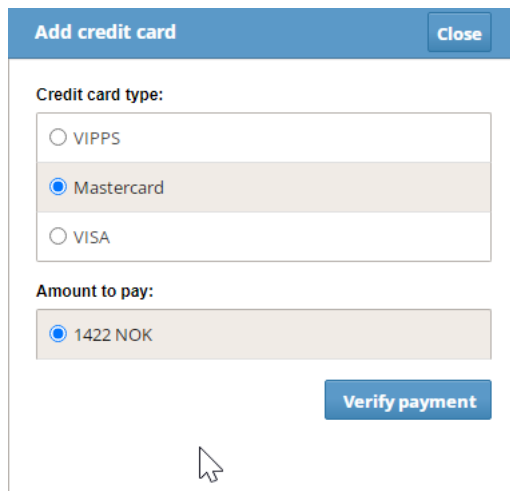 Add credit card
Close
Credit card type:
VIPPS
Mastercard
VISA
Amount to pay:
1422 NOK
Verify payment